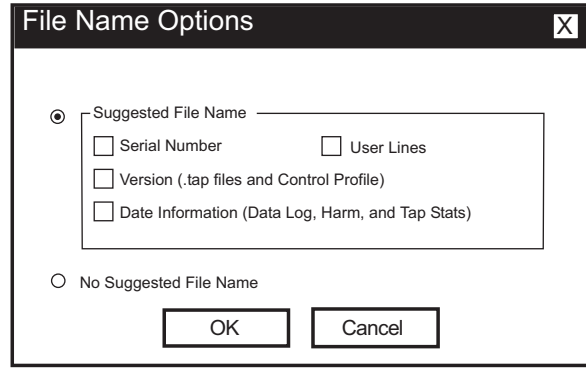 File Name Options
X
Suggested File Name
Serial Number
User Lines
Version (.tap files and Control Profile)
Date Information (Data Log, Harm, and Tap Stats)
No Suggested File Name
OK
Cancel